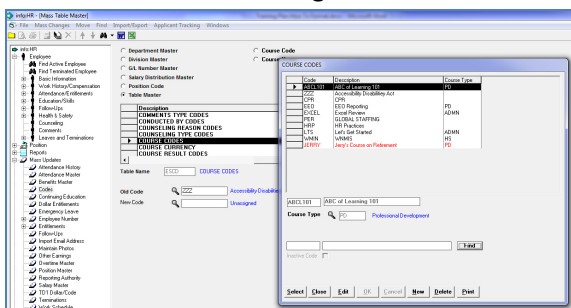 infoHR - [Mass Table Master]
File Mass Changes Move Find Import/Export Applicant Tracking Windows
info:HR
Employee
Find Active Employee
Find Terminated Employee
Basic Information
Work History/Compensation
Attendance/Entitlements
Education/Skills
Follow-Ups
Health & Safety
Counseling
Comments
Leaves and Terminations
Position
Reports
Mass Updates
Attendance History
Attendance Master
Benefits Master
Codes
Continuing Education
Dollar Entitlements
Emergency Leave
Employee Number
Entitlements
Follow-Ups
Import Email Address
Maintain Photos
Other Earnings
Overtime Master
Position Master
Reporting Authority
Salary Master
TD1 Dollar/Code
Terminations
Work Schedule
Department Master
Division Master
G/L Number Master
Salary Distribution Master
Position Code
Table Master
Course Code
Description
COMMENTS TYPE CODES
CONDUCTED BY CODES
COUNSELING REASON CODES
COUNSELING TYPE CODES
COURSE CODES
COURSE CURRENCY
COURSE RESULT CODES
Table Name ESCD COURSE CODES
Old Code ZZZ Accessibility Disabilities
New Code Unassigned
COURSE CODES
Code Description Course Type
ABCL101 ABC of Learning 101 PD
ZZZ Accessibility Disabilitiey Act
CPR CPR
EEO EEO Reporting PD
EXCEL Excel Review ADMN
PER GLOBAL STAFFING
HRP HR Practices
LTS Let's Get Started ADMN
WMIN WNMIS HS
JERRY Jerry's Course on Retirement PD
ABCL101 ABC of Learning 101
Course Type PD Professional Development
Find
Inactive Code
Select Close Edit OK Cancel New Delete Print